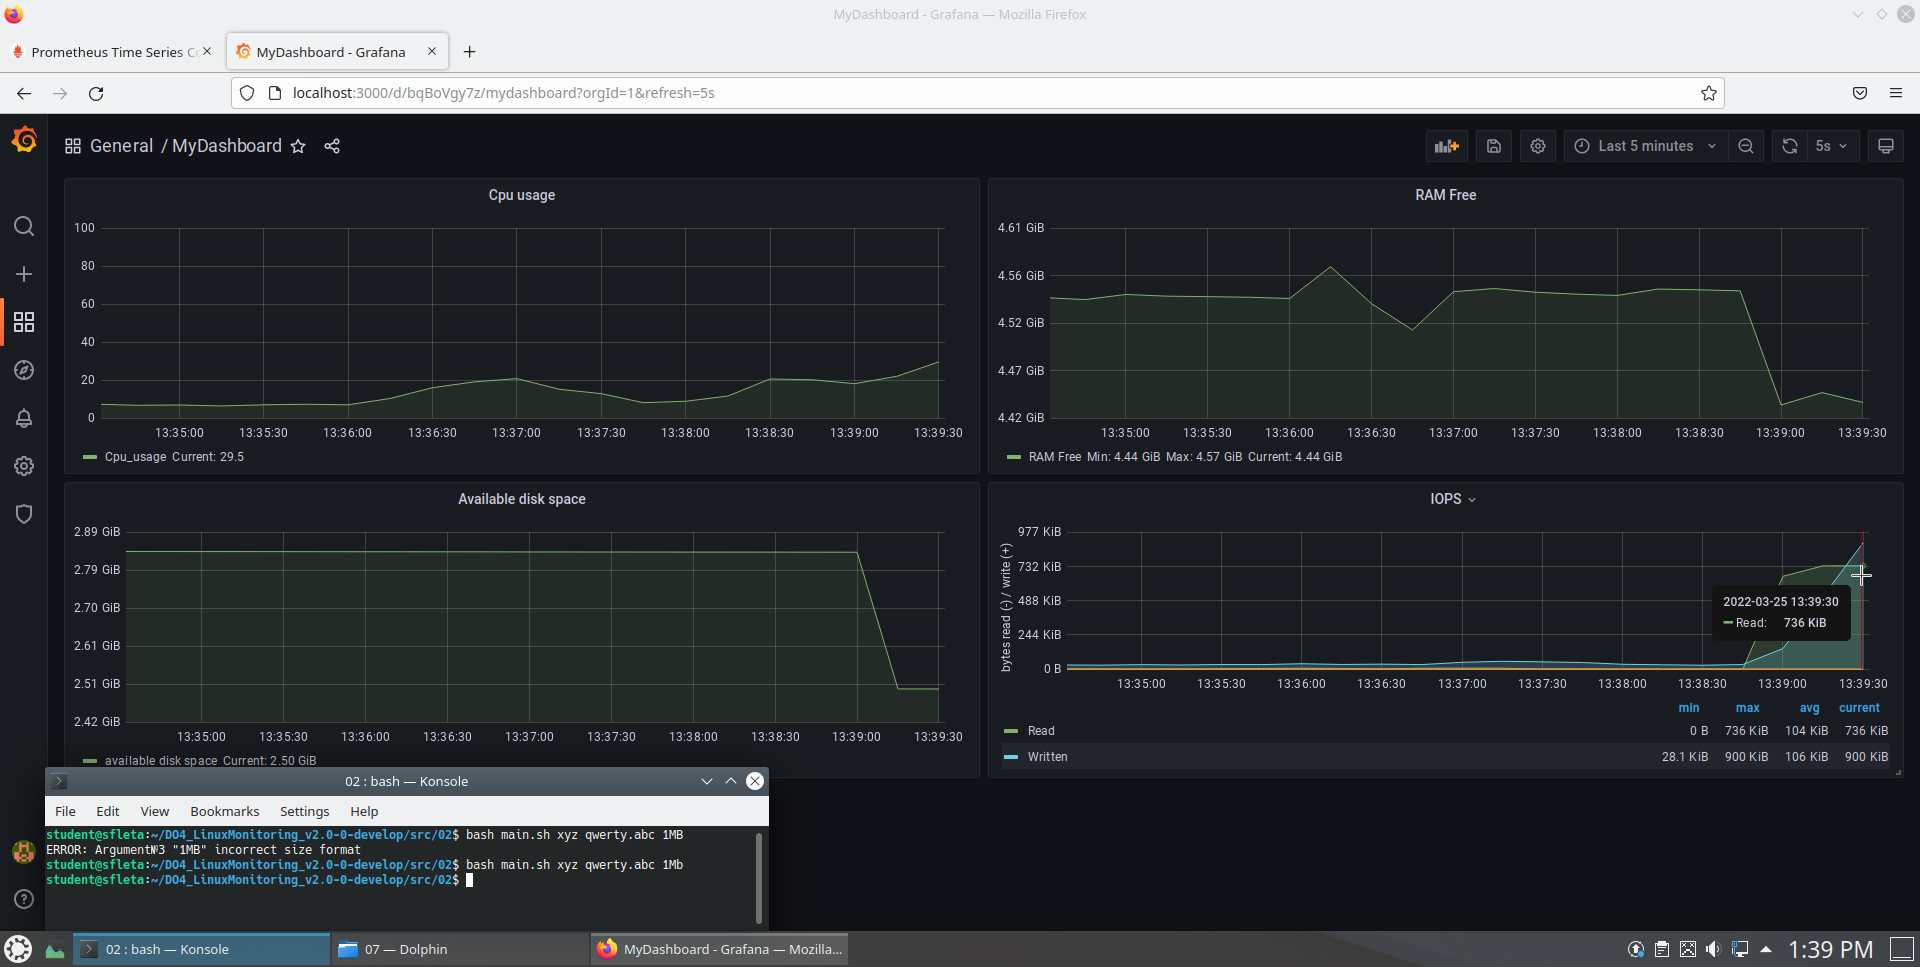 MyDashboard - Grafana — Mozilla Firefox
Prometheus Time Series C
MyDashboard - Grafana
localhost:3000/d/bqBoVgy7z/mydashboard?orgId=1&refresh=5s
General / MyDashboard
Last 5 minutes
5s
Cpu usage
100
80
60
40
20
0
13:35:00 13:35:30 13:36:00 13:36:30 13:37:00 13:37:30 13:38:00 13:38:30 13:39:00 13:39:30
Cpu_usage Current: 29.5
RAM Free
4.61 GiB
4.56 GiB
4.52 GiB
4.47 GiB
4.42 GiB
13:35:00 13:35:30 13:36:00 13:36:30 13:37:00 13:37:30 13:38:00 13:38:30 13:39:00 13:39:30
RAM Free Min: 4.44 GiB Max: 4.57 GiB Current: 4.44 GiB
Available disk space
2.89 GiB
2.79 GiB
2.70 GiB
2.61 GiB
2.51 GiB
2.42 GiB
13:35:00 13:35:30 13:36:00 13:36:30 13:37:00 13:37:30 13:38:00 13:38:30 13:39:00 13:39:30
available disk space Current: 2.50 GiB
IOPS
bytes read (-) / write (+)
977 KiB
732 KiB
488 KiB
244 KiB
0 B
2022-03-25 13:39:30
Read: 736 KiB
13:35:00 13:35:30 13:36:00 13:36:30 13:37:00 13:37:30 13:38:00 13:38:30 13:39:00 13:39:30
min max avg current
Read 0 B 736 KiB 104 KiB 736 KiB
Written 28.1 KiB 900 KiB 106 KiB 900 KiB
02 : bash — Konsole
File Edit View Bookmarks Settings Help
student@sfleta:~/DO4_LinuxMonitoring_v2.0-0-develop/src/02$ bash main.sh xyz qwerty.abc 1MB
ERROR: Argument№3 "1MB" incorrect size format
student@sfleta:~/DO4_LinuxMonitoring_v2.0-0-develop/src/02$ bash main.sh xyz qwerty.abc 1Mb
student@sfleta:~/DO4_LinuxMonitoring_v2.0-0-develop/src/02$
02 : bash — Konsole
07 — Dolphin
MyDashboard - Grafana — Mozilla...
1:39 PM